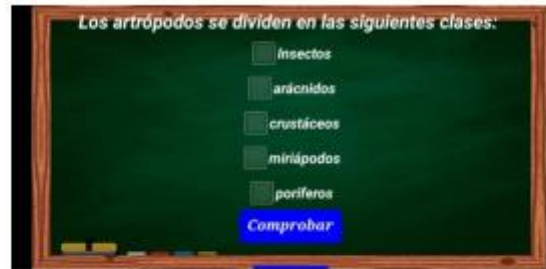 Los artrópodos se dividen en las siguientes clases:
Insectos
arácnidos
crustáceos
miriápodos
poríferos
Comprobar